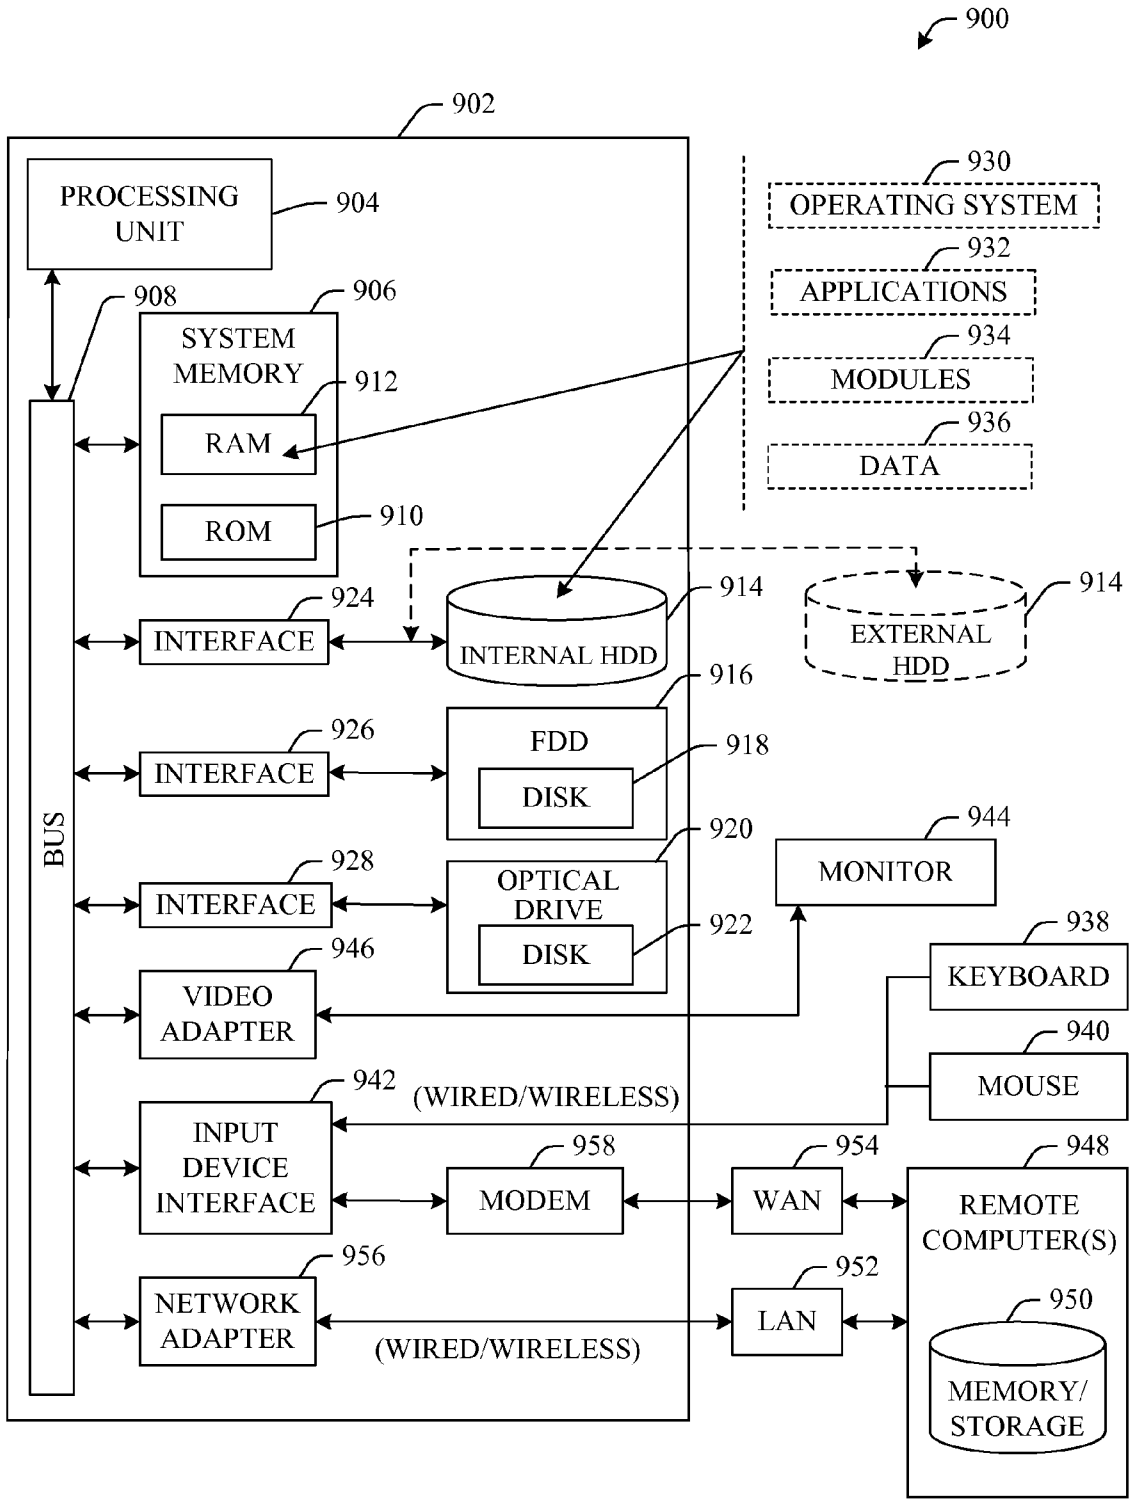 900
902
PROCESSING
UNIT
904
908
906
SYSTEM
MEMORY
912
RAM
ROM
910
930
OPERATING SYSTEM
932
APPLICATIONS
934
MODULES
936
DATA
924
INTERFACE
914
INTERNAL HDD
914
EXTERNAL
HDD
926
INTERFACE
916
FDD
918
DISK
BUS
928
INTERFACE
920
OPTICAL
DRIVE
922
DISK
944
MONITOR
946
VIDEO
ADAPTER
938
KEYBOARD
940
MOUSE
942
INPUT
DEVICE
INTERFACE
(WIRED/WIRELESS)
958
MODEM
954
WAN
948
REMOTE
COMPUTER(S)
956
NETWORK
ADAPTER
(WIRED/WIRELESS)
952
LAN
950
MEMORY/
STORAGE